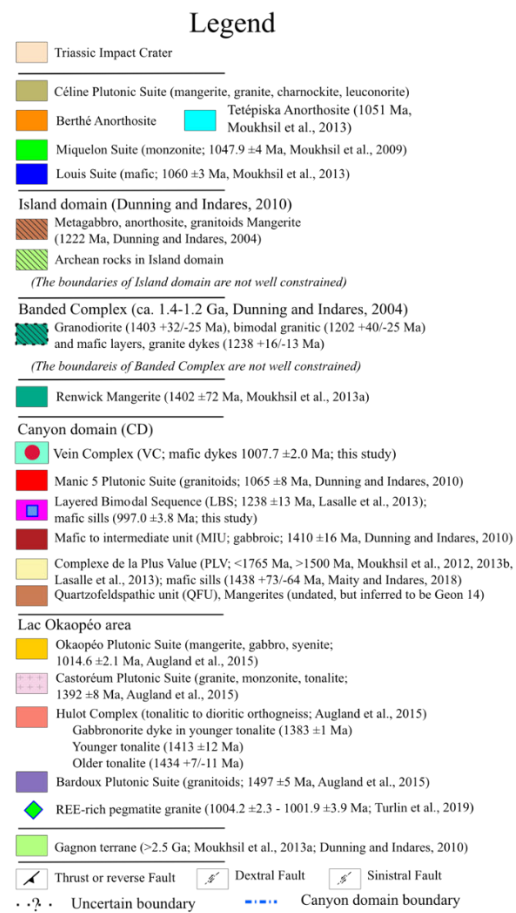 Legend
Triassic Impact Crater
Céline Plutonic Suite (mangerite, granite, charnockite, leuconorite)
Berthé Anorthosite
Tetépiska Anorthosite (1051 Ma,
Moukhsil et al., 2013)
Miquelon Suite (monzonite; 1047.9 ±4 Ma, Moukhsil et al., 2009)
Louis Suite (mafic; 1060 ±3 Ma, Moukhsil et al., 2013)
Island domain (Dunning and Indares, 2010)
Metagabbro, anorthosite, granitoids Mangerite
(1222 Ma, Dunning and Indares, 2004)
Archean rocks in Island domain
(The boundaries of Island domain are not well constrained)
Banded Complex (ca. 1.4-1.2 Ga, Dunning and Indares, 2004)
Granodiorite (1403 +32/-25 Ma), bimodal granitic (1202 +40/-25 Ma)
and mafic layers, granite dykes (1238 +16/-13 Ma)
(The boundareis of Banded Complex are not well constrained)
Renwick Mangerite (1402 ±72 Ma, Moukhsil et al., 2013a)
Canyon domain (CD)
Vein Complex (VC; mafic dykes 1007.7 ±2.0 Ma; this study)
Manic 5 Plutonic Suite (granitoids; 1065 ±8 Ma, Dunning and Indares, 2010)
Layered Bimodal Sequence (LBS; 1238 ±13 Ma, Lasalle et al., 2013);
mafic sills (997.0 ±3.8 Ma; this study)
Mafic to intermediate unit (MIU; gabbroic; 1410 ±16 Ma, Dunning and Indares, 2010)
Complexe de la Plus Value (PLV; <1765 Ma, >1500 Ma, Moukhsil et al., 2012, 2013b,
Lasalle et al., 2013); mafic sills (1438 +73/-64 Ma, Maity and Indares, 2018)
Quartzofeldspathic unit (QFU), Mangerites (undated, but inferred to be Geon 14)
Lac Okaopéo area
Okaopéo Plutonic Suite (mangerite, gabbro, syenite;
1014.6 ±2.1 Ma, Augland et al., 2015)
Castoréum Plutonic Suite (granite, monzonite, tonalite;
1392 ±8 Ma, Augland et al., 2015)
Hulot Complex (tonalitic to dioritic orthogneiss; Augland et al., 2015)
Gabbronorite dyke in younger tonalite (1383 ±1 Ma)
Younger tonalite (1413 ±12 Ma)
Older tonalite (1434 +7/-11 Ma)
Bardoux Plutonic Suite (granitoids; 1497 ±5 Ma, Augland et al., 2015)
REE-rich pegmatite granite (1004.2 ±2.3 - 1001.9 ±3.9 Ma; Turlin et al., 2019)
Gagnon terrane (>2.5 Ga; Moukhsil et al., 2013a; Dunning and Indares, 2010)
Thrust or reverse Fault
Dextral Fault
Sinistral Fault
? Uncertain boundary
Canyon domain boundary